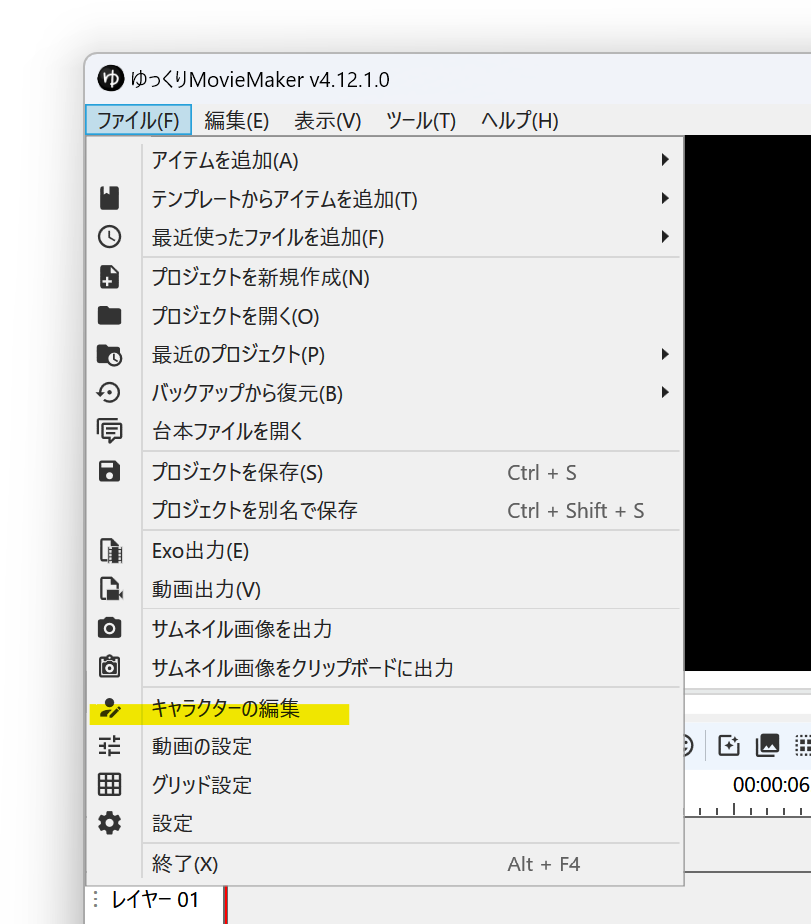 ゆ ゆっくりMovieMaker v4.12.1.0
ファイル(F) 編集(E) 表示(V) ツール(T) ヘルプ(H)
アイテムを追加(A)
テンプレートからアイテムを追加(T)
最近使ったファイルを追加(F)
プロジェクトを新規作成(N)
プロジェクトを開く(O)
最近のプロジェクト(P)
バックアップから復元(B)
台本ファイルを開く
プロジェクトを保存(S) Ctrl + S
プロジェクトを別名で保存 Ctrl + Shift + S
Exo出力(E)
動画出力(V)
サムネイル画像を出力
サムネイル画像をクリップボードに出力
キャラクターの編集
動画の設定
グリッド設定
00:00:06
設定
終了(X) Alt + F4
レイヤー 01